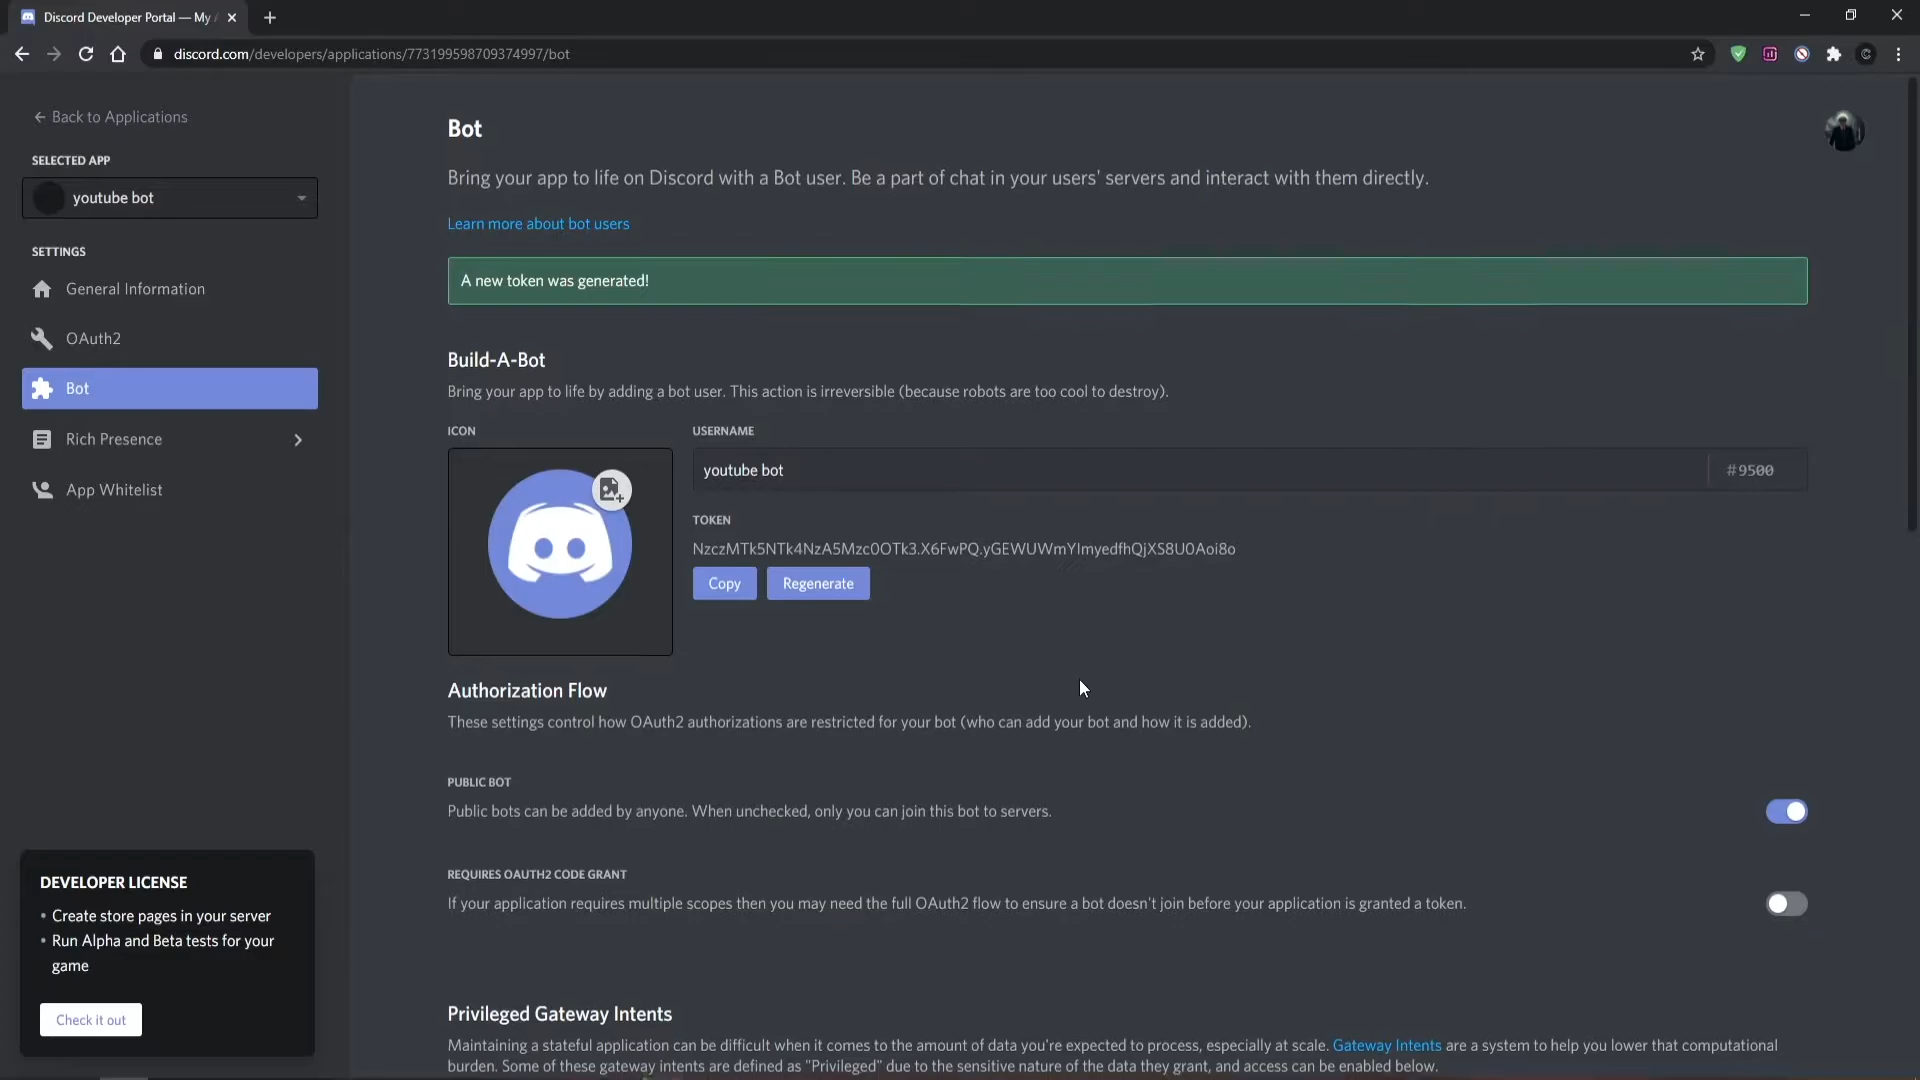 Discord Developer Portal — My A
discord.com/developers/applications/773199598709374997/bot
C
← Back to Applications
SELECTED APP
youtube bot
SETTINGS
General Information
OAuth2
Bot
Rich Presence
App Whitelist
DEVELOPER LICENSE
• Create store pages in your server
• Run Alpha and Beta tests for your
game
Check it out
Bot
Bring your app to life on Discord with a Bot user. Be a part of chat in your users' servers and interact with them directly.
Learn more about bot users
A new token was generated!
Build-A-Bot
Bring your app to life by adding a bot user. This action is irreversible (because robots are too cool to destroy).
ICON
USERNAME
youtube bot
#9500
TOKEN
NzczMTk5NTk4NzA5Mzc0OTk3.X6FwPQ.yGEWUWmYlmyedfhQjXS8U0Aoi8o
Copy
Regenerate
Authorization Flow
These settings control how OAuth2 authorizations are restricted for your bot (who can add your bot and how it is added).
PUBLIC BOT
Public bots can be added by anyone. When unchecked, only you can join this bot to servers.
REQUIRES OAUTH2 CODE GRANT
If your application requires multiple scopes then you may need the full OAuth2 flow to ensure a bot doesn't join before your application is granted a token.
Privileged Gateway Intents
Maintaining a stateful application can be difficult when it comes to the amount of data you're expected to process, especially at scale. Gateway Intents are a system to help you lower that computational
burden. Some of these gateway intents are defined as "Privileged" due to the sensitive nature of the data they grant, and access can be enabled below.